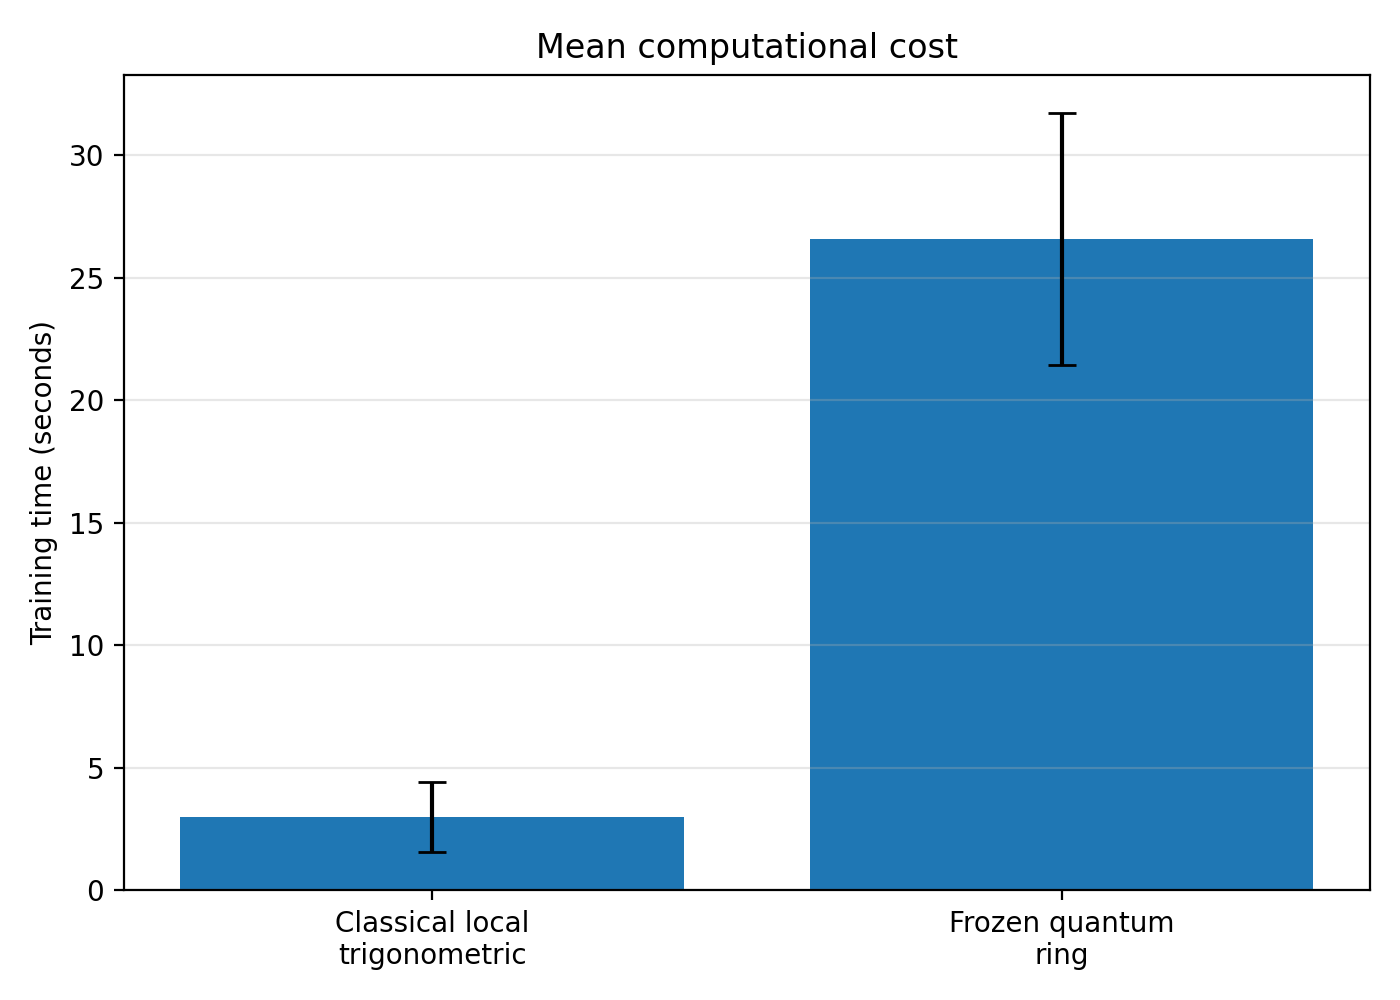 Mean computational cost
Training time (seconds)
30
25
20
15
10
5
0
Classical local
trigonometric
Frozen quantum
ring